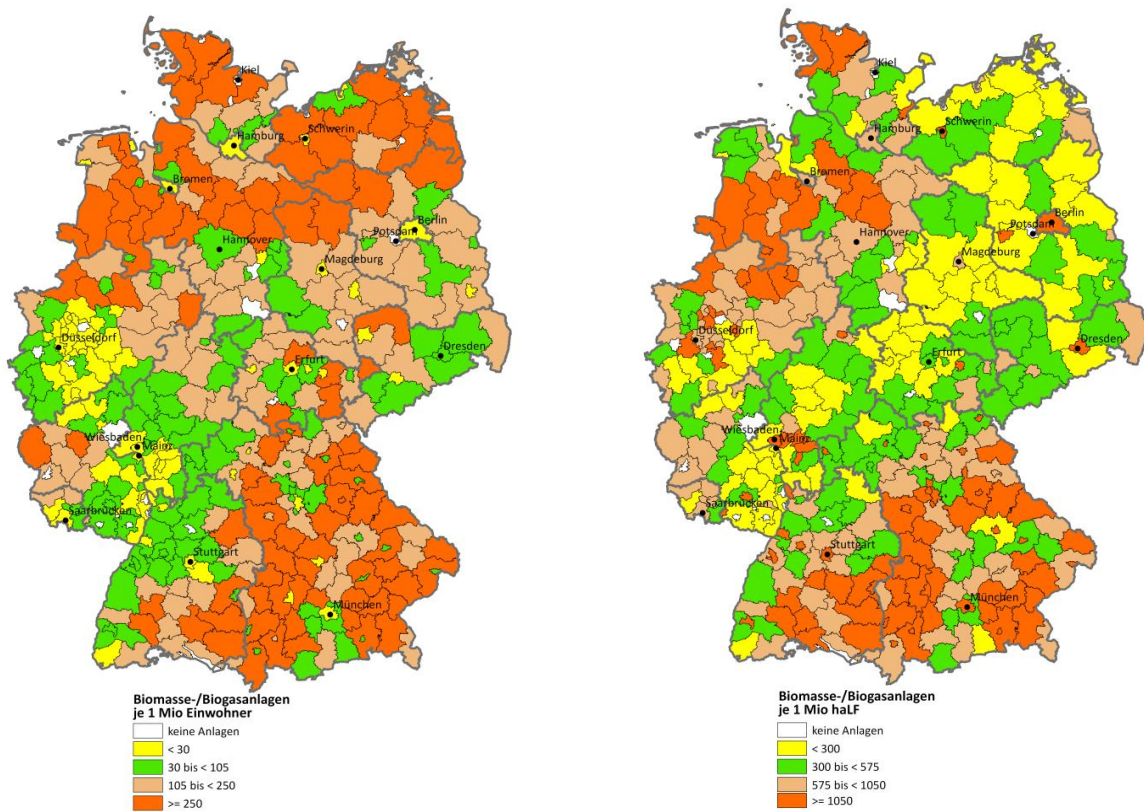 Kiel
Hamburg
Schwerin
Bremen
Berlin
Potsdam
Hannover
Magdeburg
Düsseldorf
Dresden
Erfurt
Wiesbaden
Mainz
Saarbrücken
Stuttgart
München
Biomasse-/Biogasanlagen
je 1 Mio Einwohner
keine Anlagen
< 30
30 bis < 105
105 bis < 250
>= 250
Kiel
Schwerin
Hamburg
Bremen
Berlin
Potsdam
Hannover
Magdeburg
Düsseldorf
Dresden
Erfurt
Wiesbaden
Mainz
Saarbrücken
Stuttgart
München
Biomasse-/Biogasanlagen
je 1 Mio haLF
keine Anlagen
< 300
300 bis < 575
575 bis < 1050
>= 1050